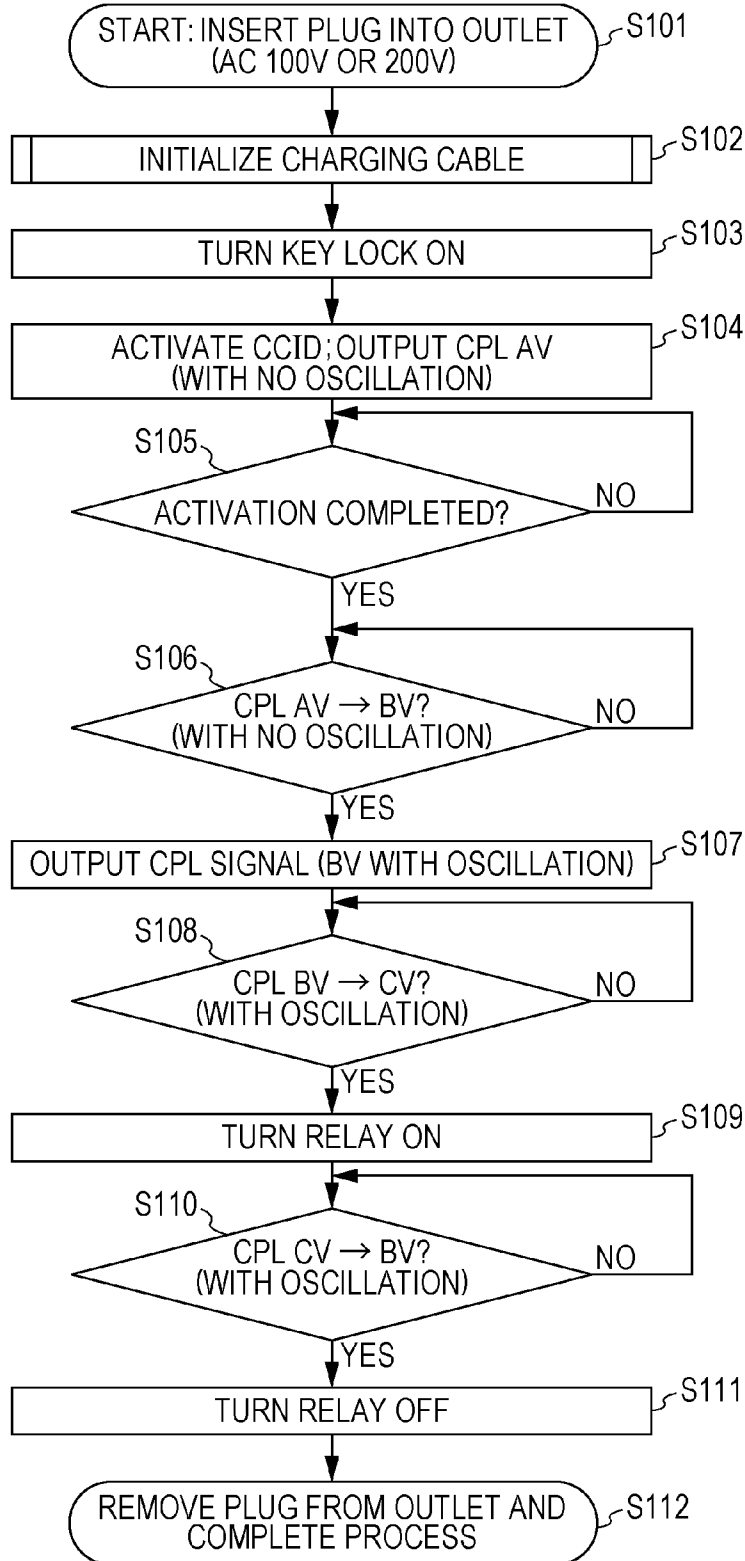 START: INSERT PLUG INTO OUTLET
(AC 100V OR 200V)
S101
INITIALIZE CHARGING CABLE
S102
TURN KEY LOCK ON
S103
ACTIVATE CCID; OUTPUT CPL AV
(WITH NO OSCILLATION)
S104
S105
ACTIVATION COMPLETED?
NO
YES
S106
CPL AV → BV?
(WITH NO OSCILLATION)
NO
YES
OUTPUT CPL SIGNAL (BV WITH OSCILLATION)
S107
S108
CPL BV → CV?
(WITH OSCILLATION)
NO
YES
TURN RELAY ON
S109
S110
CPL CV → BV?
(WITH OSCILLATION)
NO
YES
TURN RELAY OFF
S111
REMOVE PLUG FROM OUTLET AND
COMPLETE PROCESS
S112